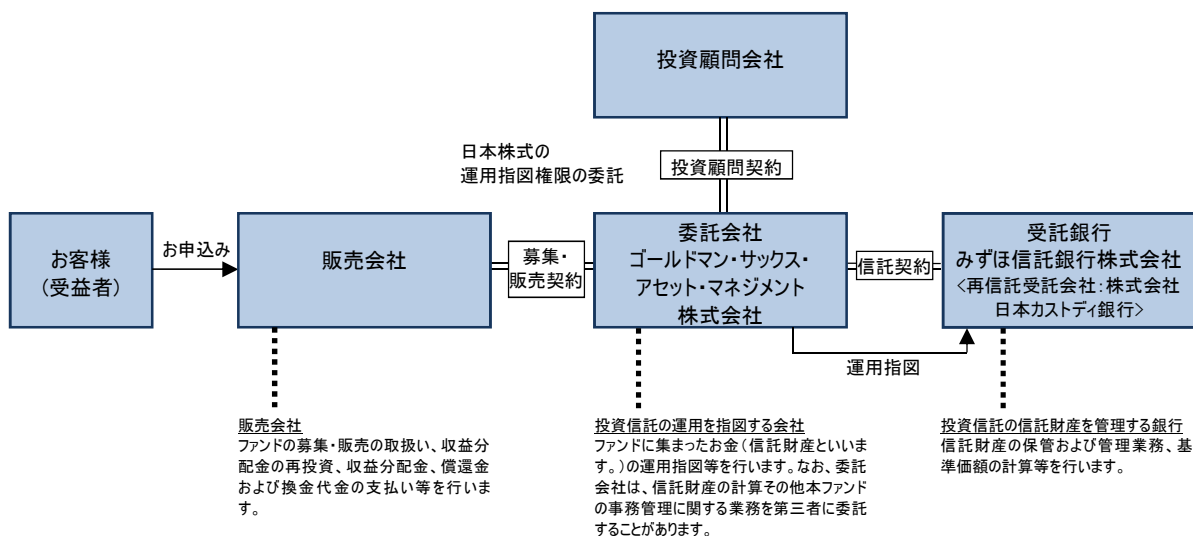 投資顧問会社
日本株式の
運用指図権限の委託
投資顧問契約
お客様
(受益者)
お申込み
販売会社
募集・
販売契約
委託会社
ゴールドマン・サックス・
アセット・マネジメント
株式会社
信託契約
受託銀行
みずほ信託銀行株式会社
<再信託受託会社:株式会社
日本カストディ銀行>
運用指図
販売会社
ファンドの募集・販売の取扱い、収益分
配金の再投資、収益分配金、償還金
および換金代金の支払い等を行いま
す。
投資信託の運用を指図する会社
ファンドに集まったお金(信託財産といいま
す。)の運用指図等を行います。なお、委託
会社は、信託財産の計算その他本ファンド
の事務管理に関する業務を第三者に委託
することがあります。
投資信託の信託財産を管理する銀行
信託財産の保管および管理業務、基
準価額の計算等を行います。